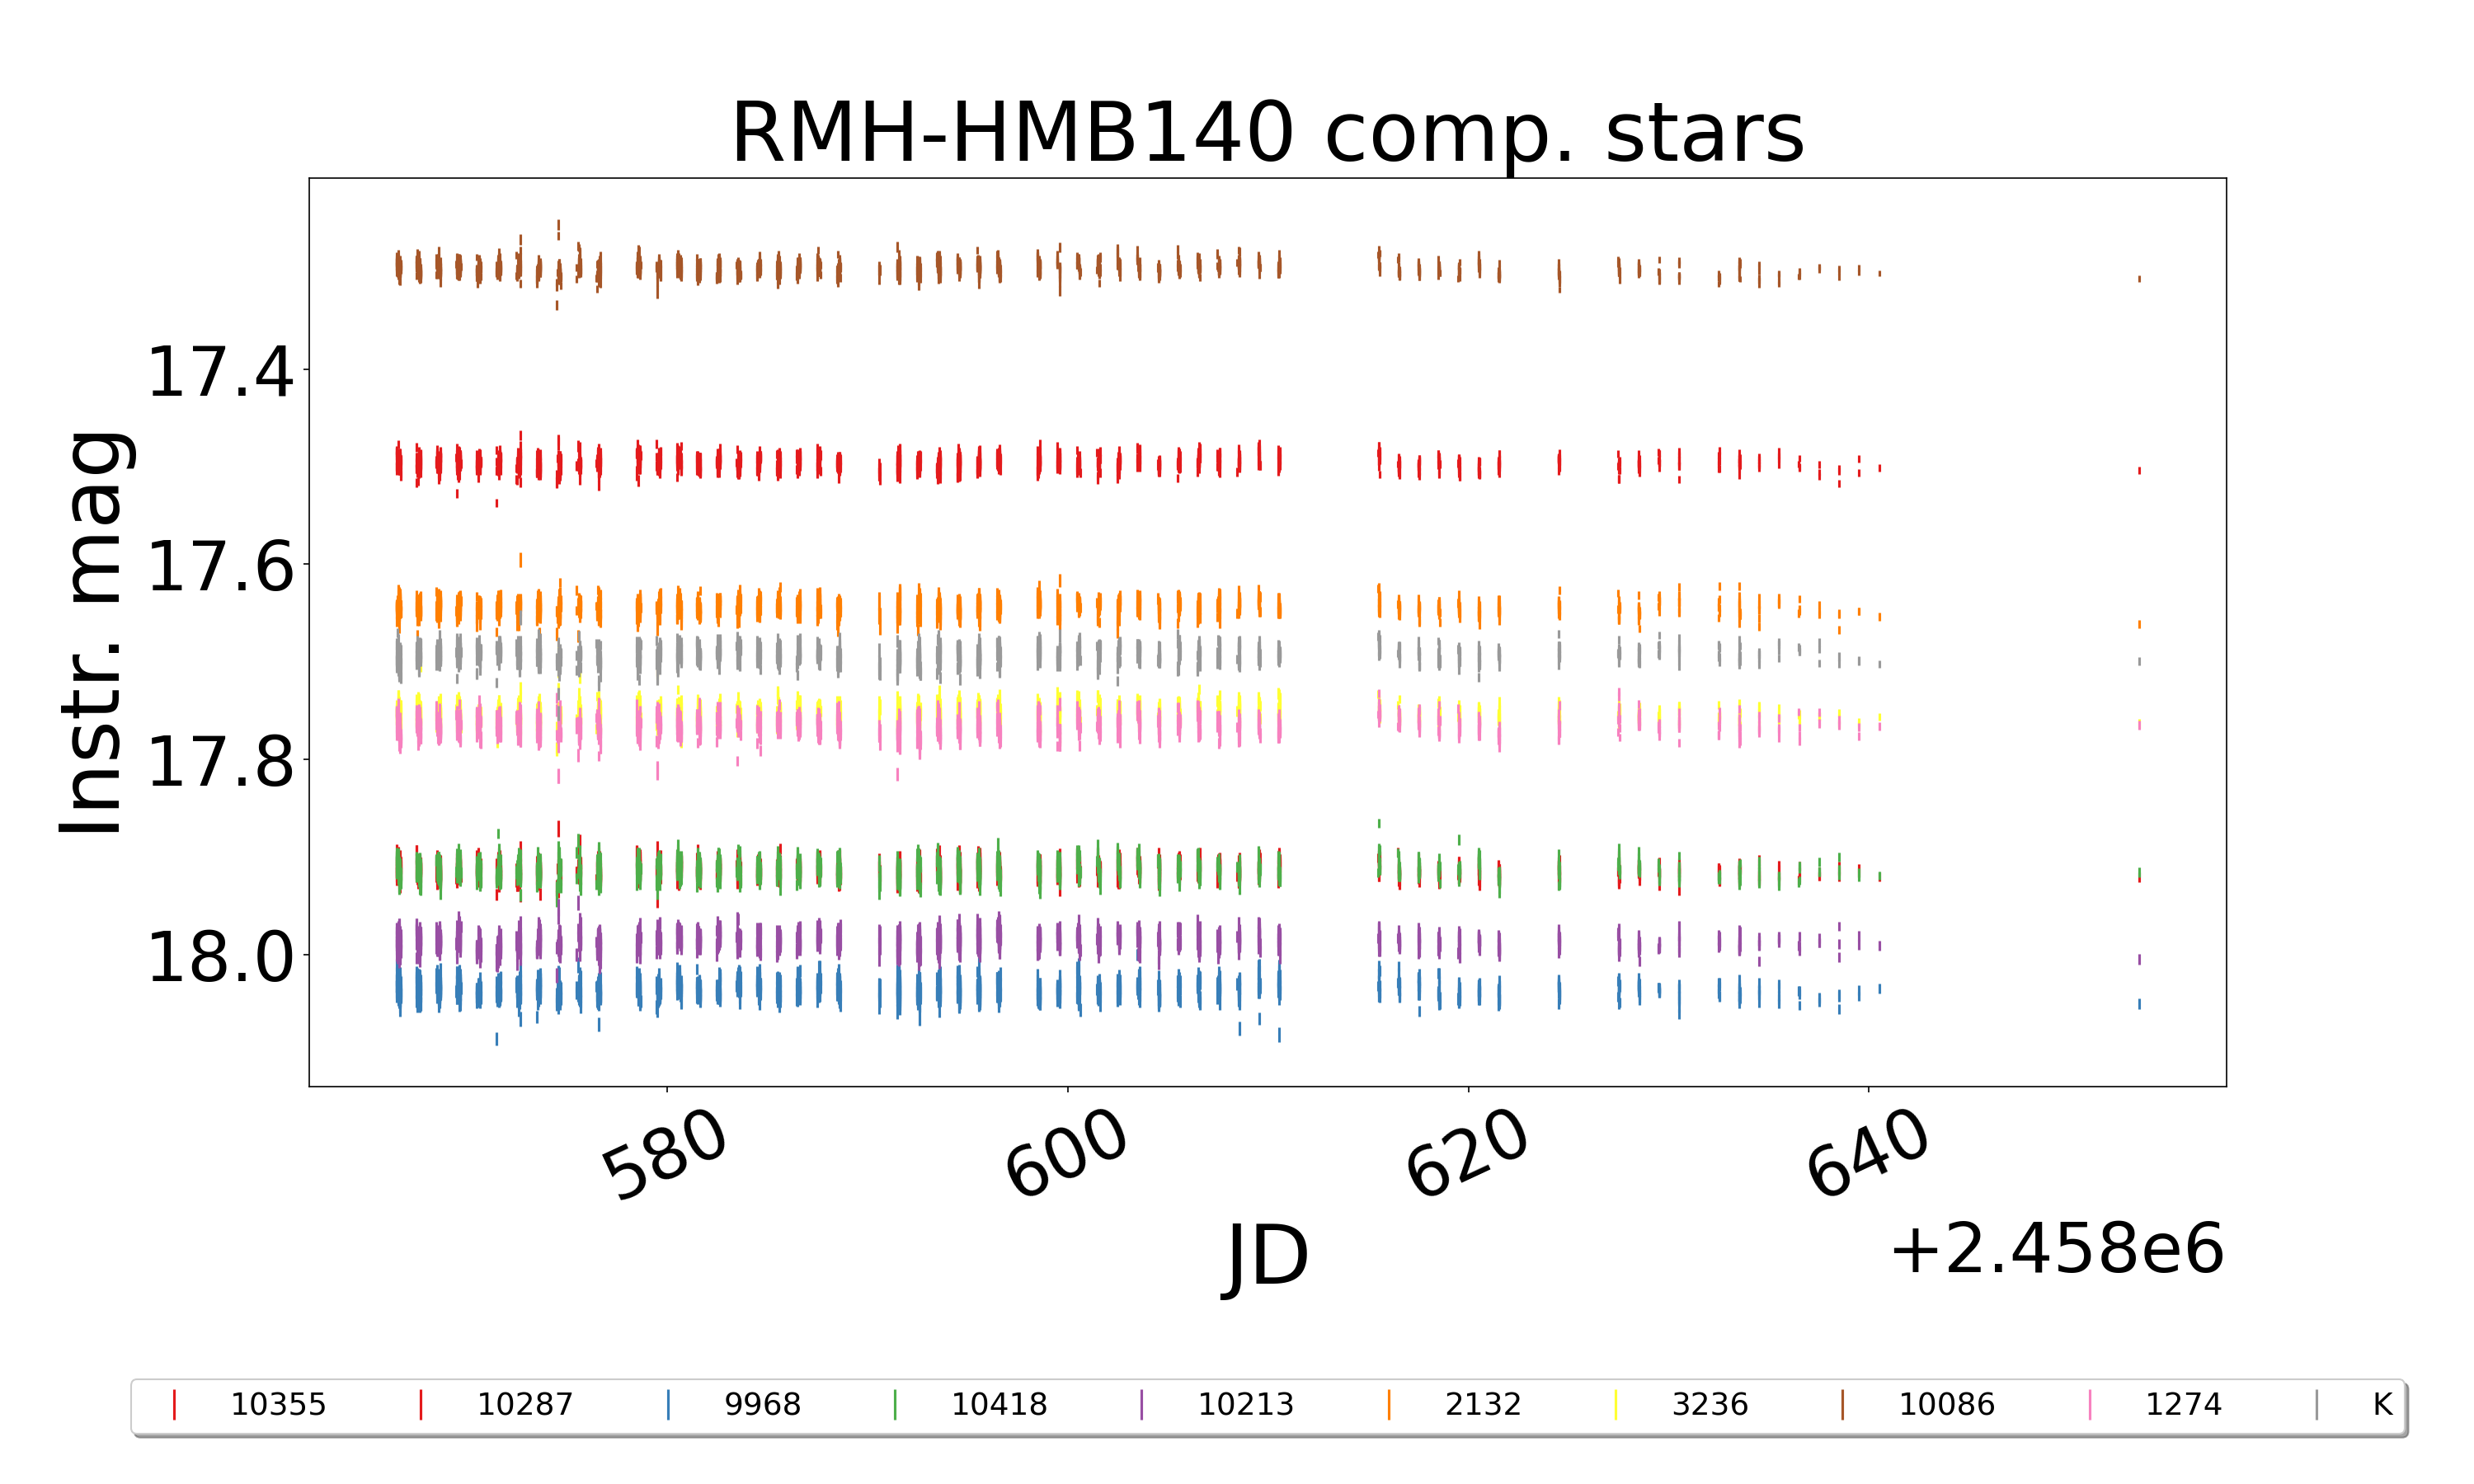 RMH-HMB140 comp. stars
Instr. mag
17.4
17.6
17.8
18.0
580 600 620 640
JD
+2.458e6
10355 10287 9968 10418 10213 2132 3236 10086 1274 K